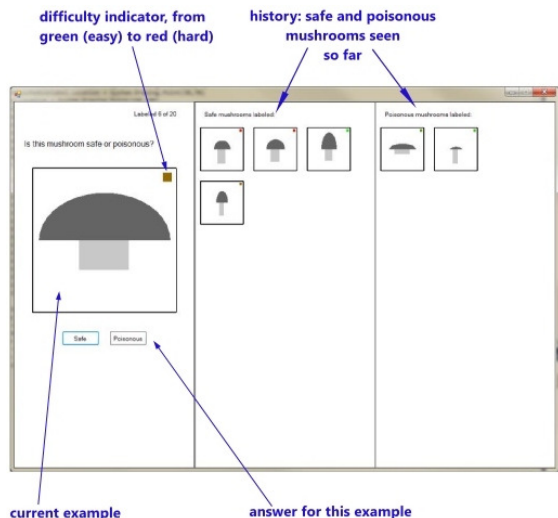 difficulty indicator, from
green (easy) to red (hard)
history: safe and poisonous
mushrooms seen
so far
Labeled 6 of 20
Is this mushroom safe or poisonous?
Safe
Poisonous
Safe mushrooms labeled:
Poisonous mushrooms labeled:
current example
answer for this example